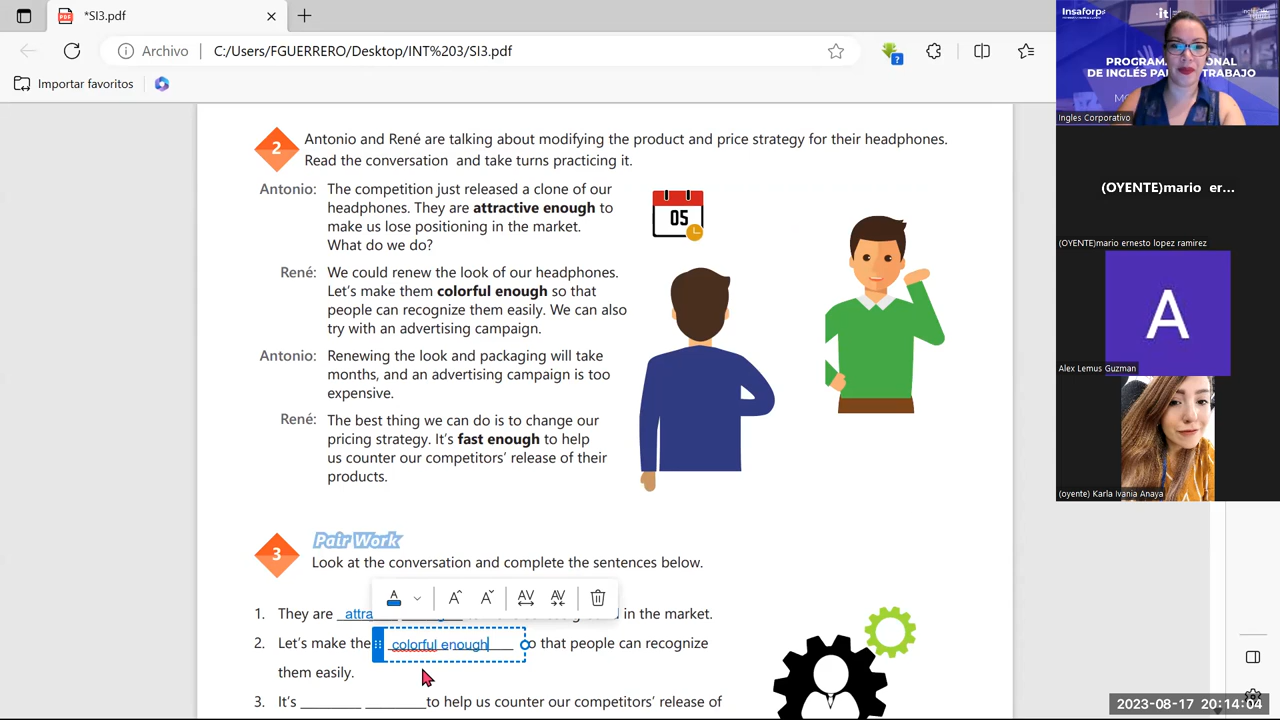 *SI3.pdf
Archivo
C:/Users/FGUERRERO/Desktop/INT%203/SI3.pdf
Importar favoritos
2
Antonio and René are talking about modifying the product and price strategy for their headphones.
Read the conversation and take turns practicing it.
Antonio: The competition just released a clone of our
headphones. They are attractive enough to
make us lose positioning in the market.
What do we do?
René: We could renew the look of our headphones.
Let's make them colorful enough so that
people can recognize them easily. We can also
try with an advertising campaign.
Antonio: Renewing the look and packaging will take
months, and an advertising campaign is too
expensive.
René: The best thing we can do is to change our
pricing strategy. It's fast enough to help
us counter our competitors' release of their
products.
05
3
Pair Work
Look at the conversation and complete the sentences below.
1. They are attra in the market.
2. Let's make the colorful enough o that people can recognize
them easily.
3. It's ________ ________to help us counter our competitors' release of
Insaforp
PROGRAMA
DE INGLÉS TRABAJO
Ingles Corporativo
(OYENTE)mario er...
(OYENTE)mario ernesto lopez ramirez
A
Alex Lemus Guzman
(oyente) Karla Ivania Anaya
2023-08-17 20:14:04